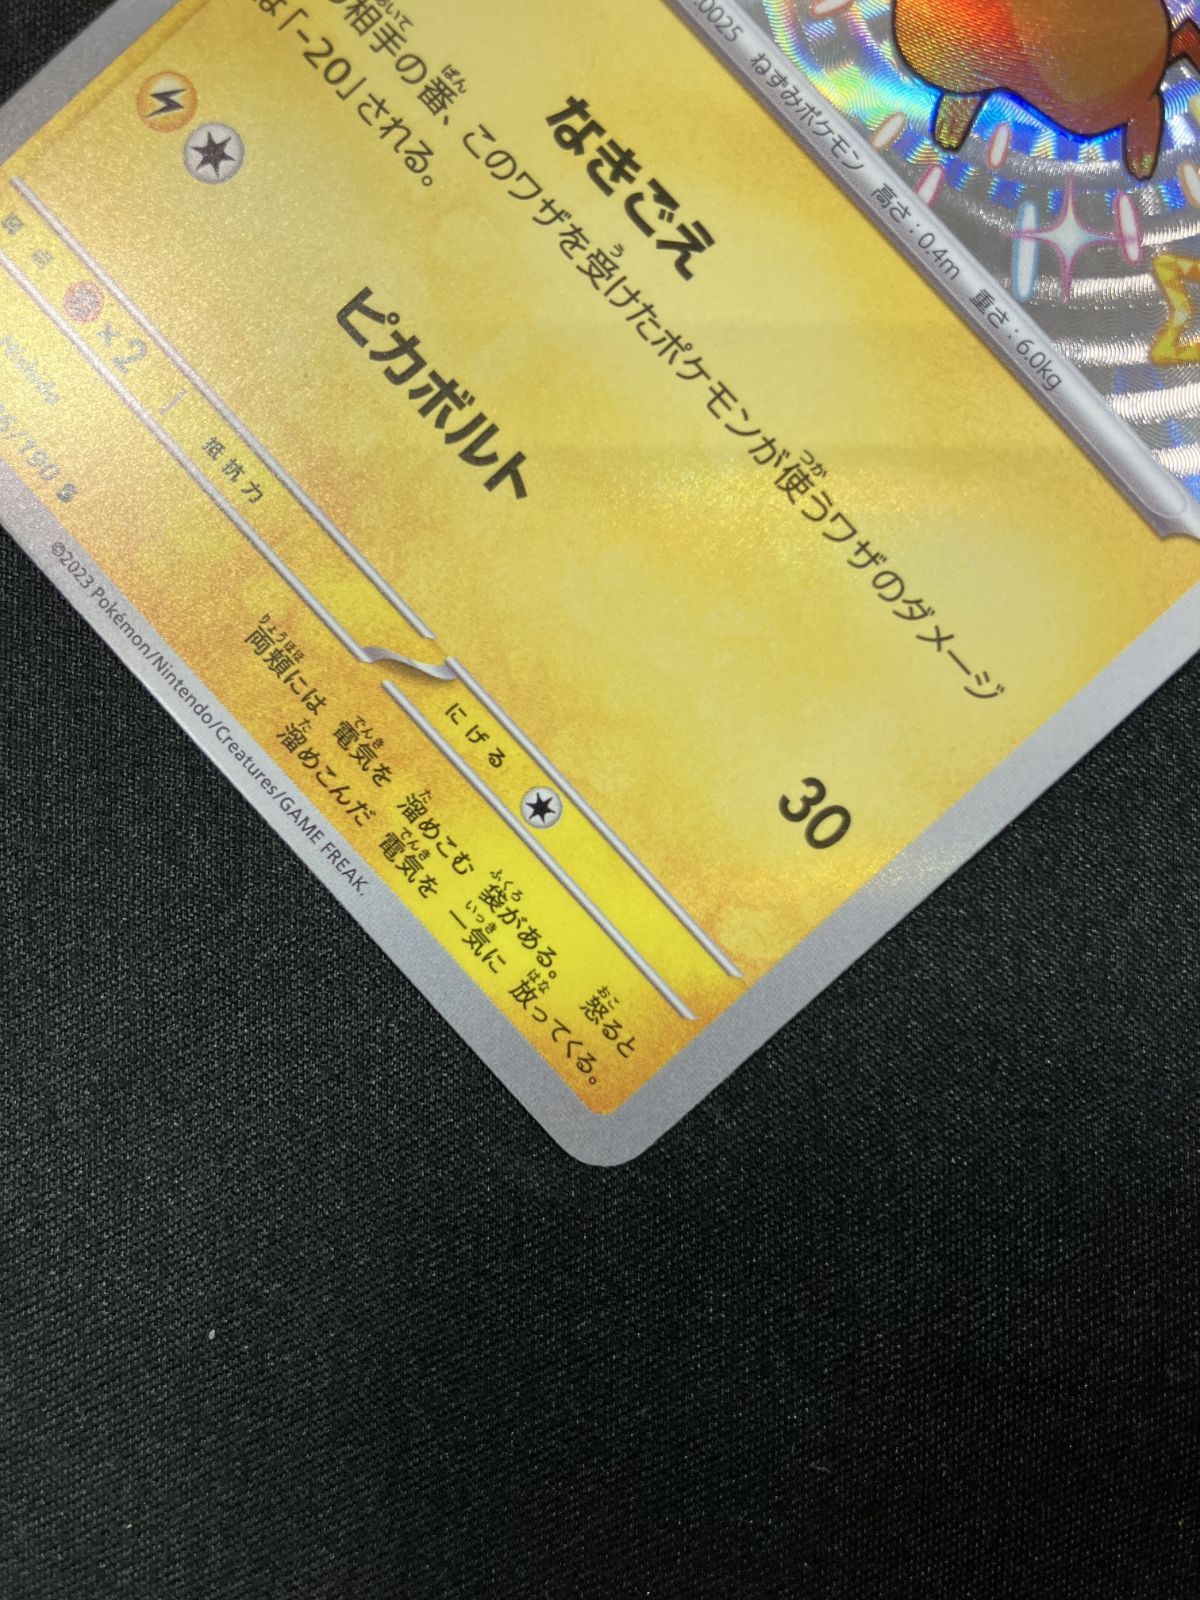 .0025 ねずみポケモン 高さ：0.4m 重さ：6.0kg
なきごえ
相手の番、このワザを受けたポケモンが使うワザのダメージ
は「-20」される。
ピカボルト
30
×2
抵抗力
にげる
/190
両頬には 電気を 溜めこむ 袋がある。 怒ると
溜めこんだ 電気を 一気に 放ってくる。
©2023 Pokémon/Nintendo/Creatures/GAME FREAK.